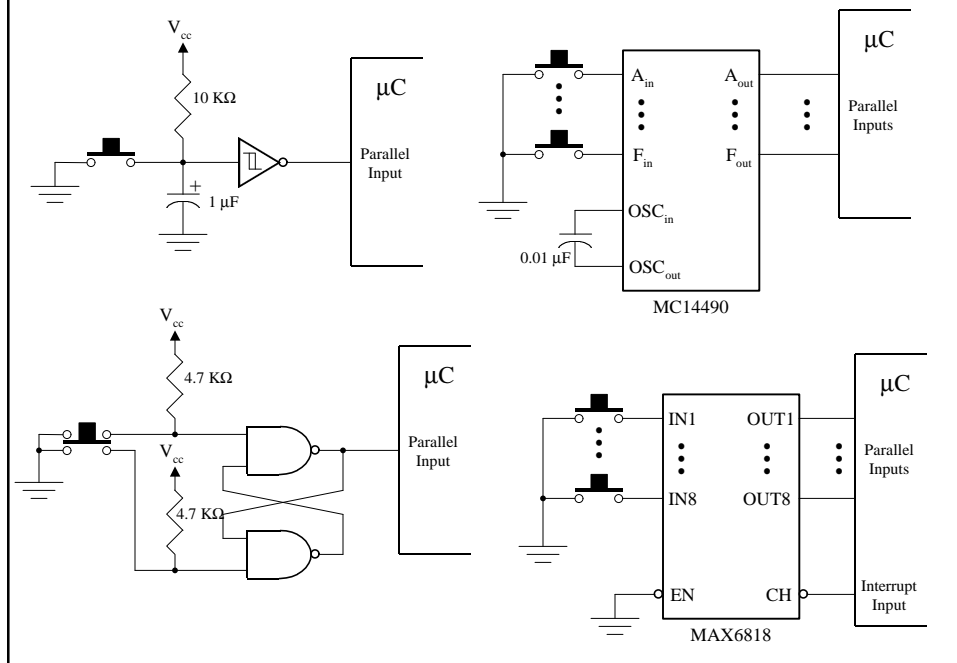 Vcc
10 KΩ
+
1 μF
μC
Parallel
Input
Ain
Aout
Fin
Fout
OSCin
OSCout
0.01 μF
MC14490
μC
Parallel
Inputs
Vcc
4.7 KΩ
Vcc
4.7 KΩ
μC
Parallel
Input
IN1
OUT1
IN8
OUT8
EN
CH
MAX6818
μC
Parallel
Inputs
Interrupt
Input